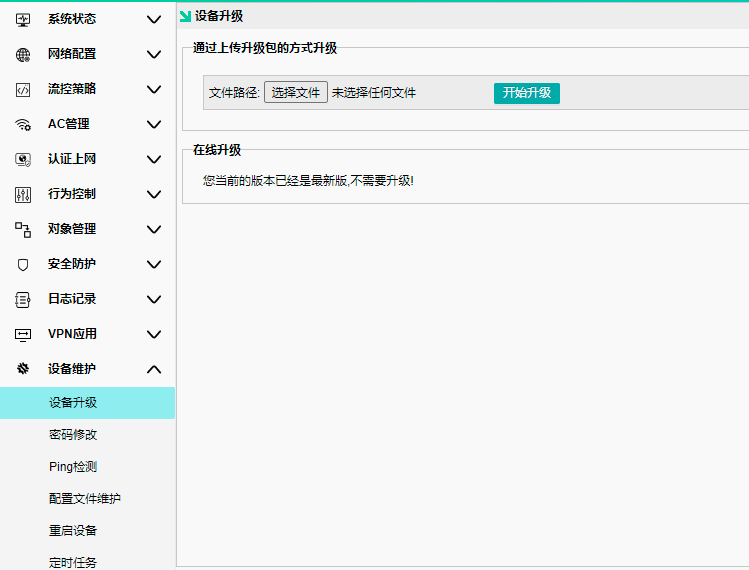 系统状态
网络配置
流控策略
AC管理
认证上网
行为控制
对象管理
安全防护
日志记录
VPN应用
设备维护
设备升级
密码修改
Ping检测
配置文件维护
重启设备
定时任务
设备升级
通过上传升级包的方式升级
文件路径: 选择文件 未选择任何文件 开始升级
在线升级
您当前的版本已经是最新版,不需要升级!